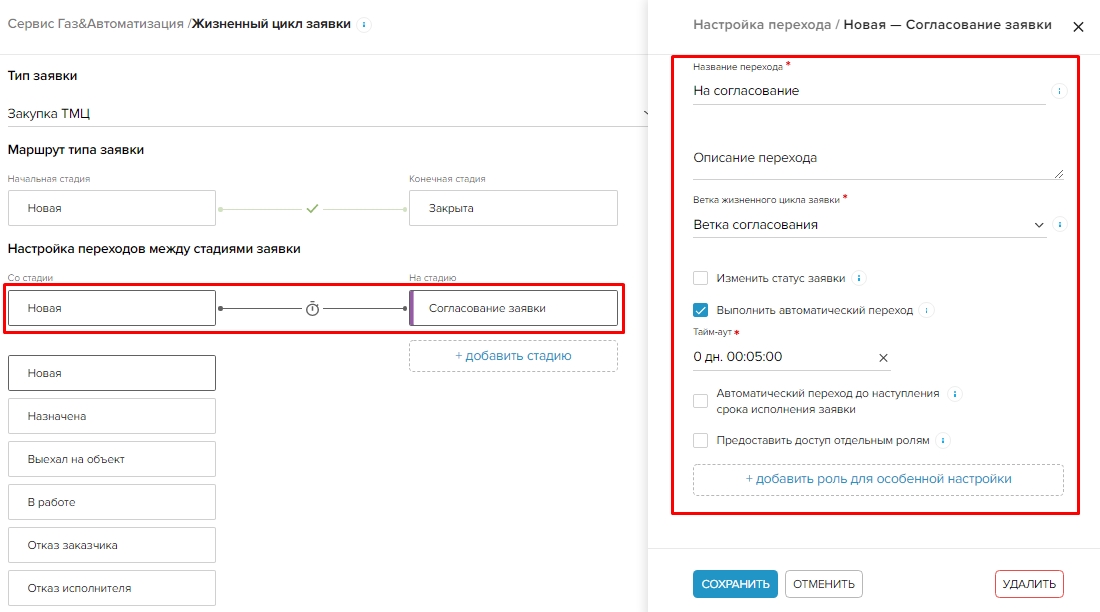 Сервис Газ&Автоматизация /Жизненный цикл заявки
Тип заявки
Закупка ТМЦ
Маршрут типа заявки
Начальная стадия
Конечная стадия
Новая
Закрыта
Настройка переходов между стадиями заявки
Со стадии
На стадию
Новая
Согласование заявки
+ добавить стадию
Новая
Назначена
Выехал на объект
В работе
Отказ заказчика
Отказ исполнителя
Настройка перехода / Новая — Согласование заявки
Название перехода *
На согласование
Описание перехода
Ветка жизненного цикла заявки *
Ветка согласования
Изменить статус заявки
Выполнить автоматический переход
Тайм-аут *
0 дн. 00:05:00
Автоматический переход до наступления
срока исполнения заявки
Предоставить доступ отдельным ролям
+ добавить роль для особенной настройки
СОХРАНИТЬ
ОТМЕНИТЬ
УДАЛИТЬ